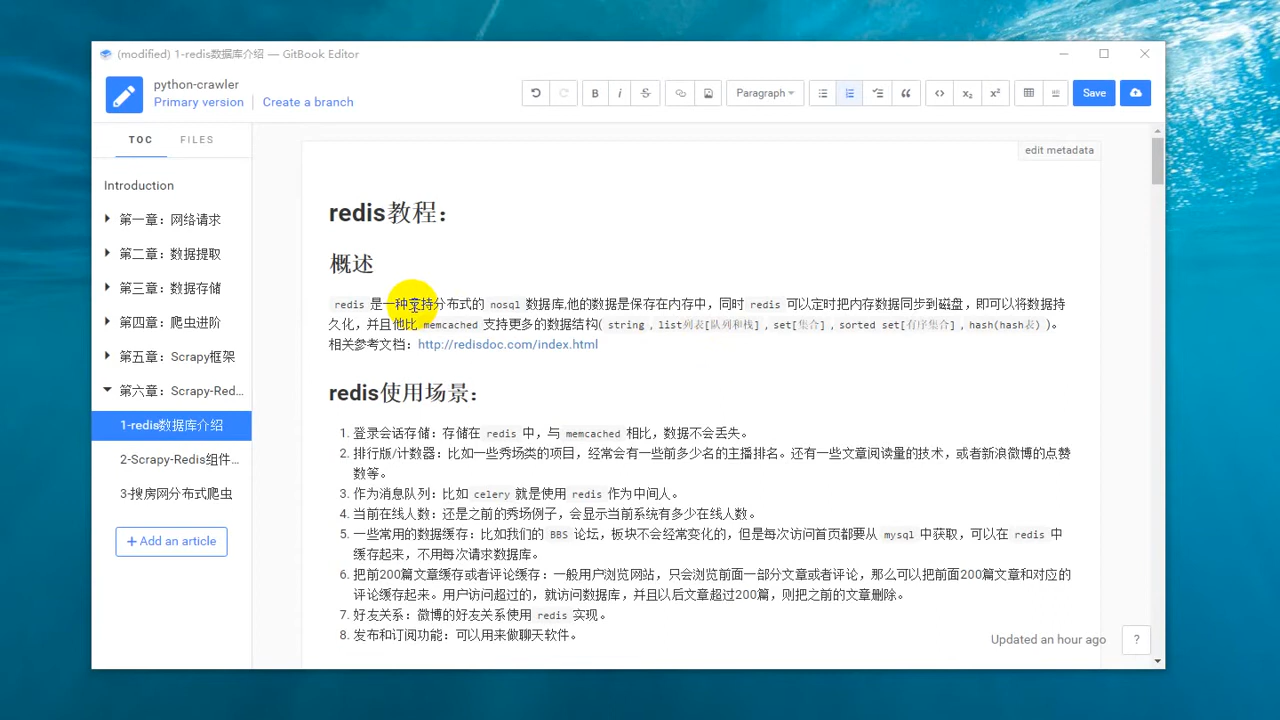 (modified) 1-redis数据库介绍 — GitBook Editor
python-crawler
Primary version
Create a branch
B
i
S
Paragraph
x₂
x²
Save
TOC
FILES
edit metadata
Introduction
第一章：网络请求
第二章：数据提取
第三章：数据存储
第四章：爬虫进阶
第五章：Scrapy框架
第六章：Scrapy-Red...
1-redis数据库介绍
2-Scrapy-Redis组件...
3-搜房网分布式爬虫
+ Add an article
redis教程：
概述
redis 是一种支持分布式的 nosql 数据库,他的数据是保存在内存中，同时 redis 可以定时把内存数据同步到磁盘，即可以将数据持
久化，并且他比 memcached 支持更多的数据结构( string , list列表[队列和栈] , set[集合] , sorted set[有序集合] , hash(hash表) )。
相关参考文档：http://redisdoc.com/index.html
redis使用场景：
1. 登录会话存储：存储在 redis 中，与 memcached 相比，数据不会丢失。
2. 排行版/计数器：比如一些秀场类的项目，经常会有一些前多少名的主播排名。还有一些文章阅读量的技术，或者新浪微博的点赞
数等。
3. 作为消息队列：比如 celery 就是使用 redis 作为中间人。
4. 当前在线人数：还是之前的秀场例子，会显示当前系统有多少在线人数。
5. 一些常用的数据缓存：比如我们的 BBS 论坛，板块不会经常变化的，但是每次访问首页都要从 mysql 中获取，可以在 redis 中
缓存起来，不用每次请求数据库。
6. 把前200篇文章缓存或者评论缓存：一般用户浏览网站，只会浏览前面一部分文章或者评论，那么可以把前面200篇文章和对应的
评论缓存起来。用户访问超过的，就访问数据库，并且以后文章超过200篇，则把之前的文章删除。
7. 好友关系：微博的好友关系使用 redis 实现。
8. 发布和订阅功能：可以用来做聊天软件。
Updated an hour ago
?